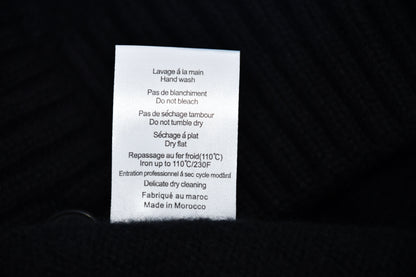 Lavage á la main
Hand wash
Pas de blanchiment
Do not bleach
Pas de séchage tambour
Do not tumble dry
Séchage á plat
Dry flat
Repassage au fer froid(110℃)
Iron up to 110℃/230F
Entration professionnel á sec cycle modéral
Delicate dry cleaning
Fabriqué au maroc
Made in Morocco